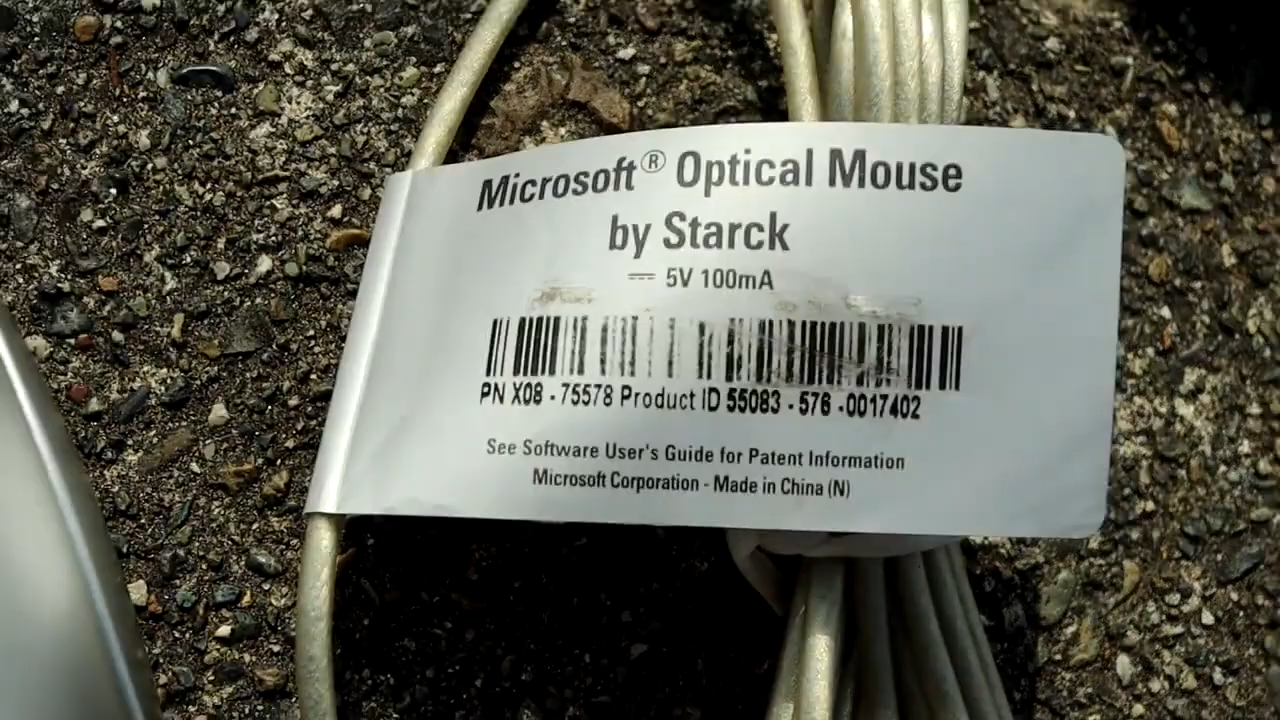 Microsoft® Optical Mouse
by Starck
⎓ 5V 100mA
PN X08 - 75578 Product ID 55083 - 576 -0017402
See Software User's Guide for Patent Information
Microsoft Corporation - Made in China (N)